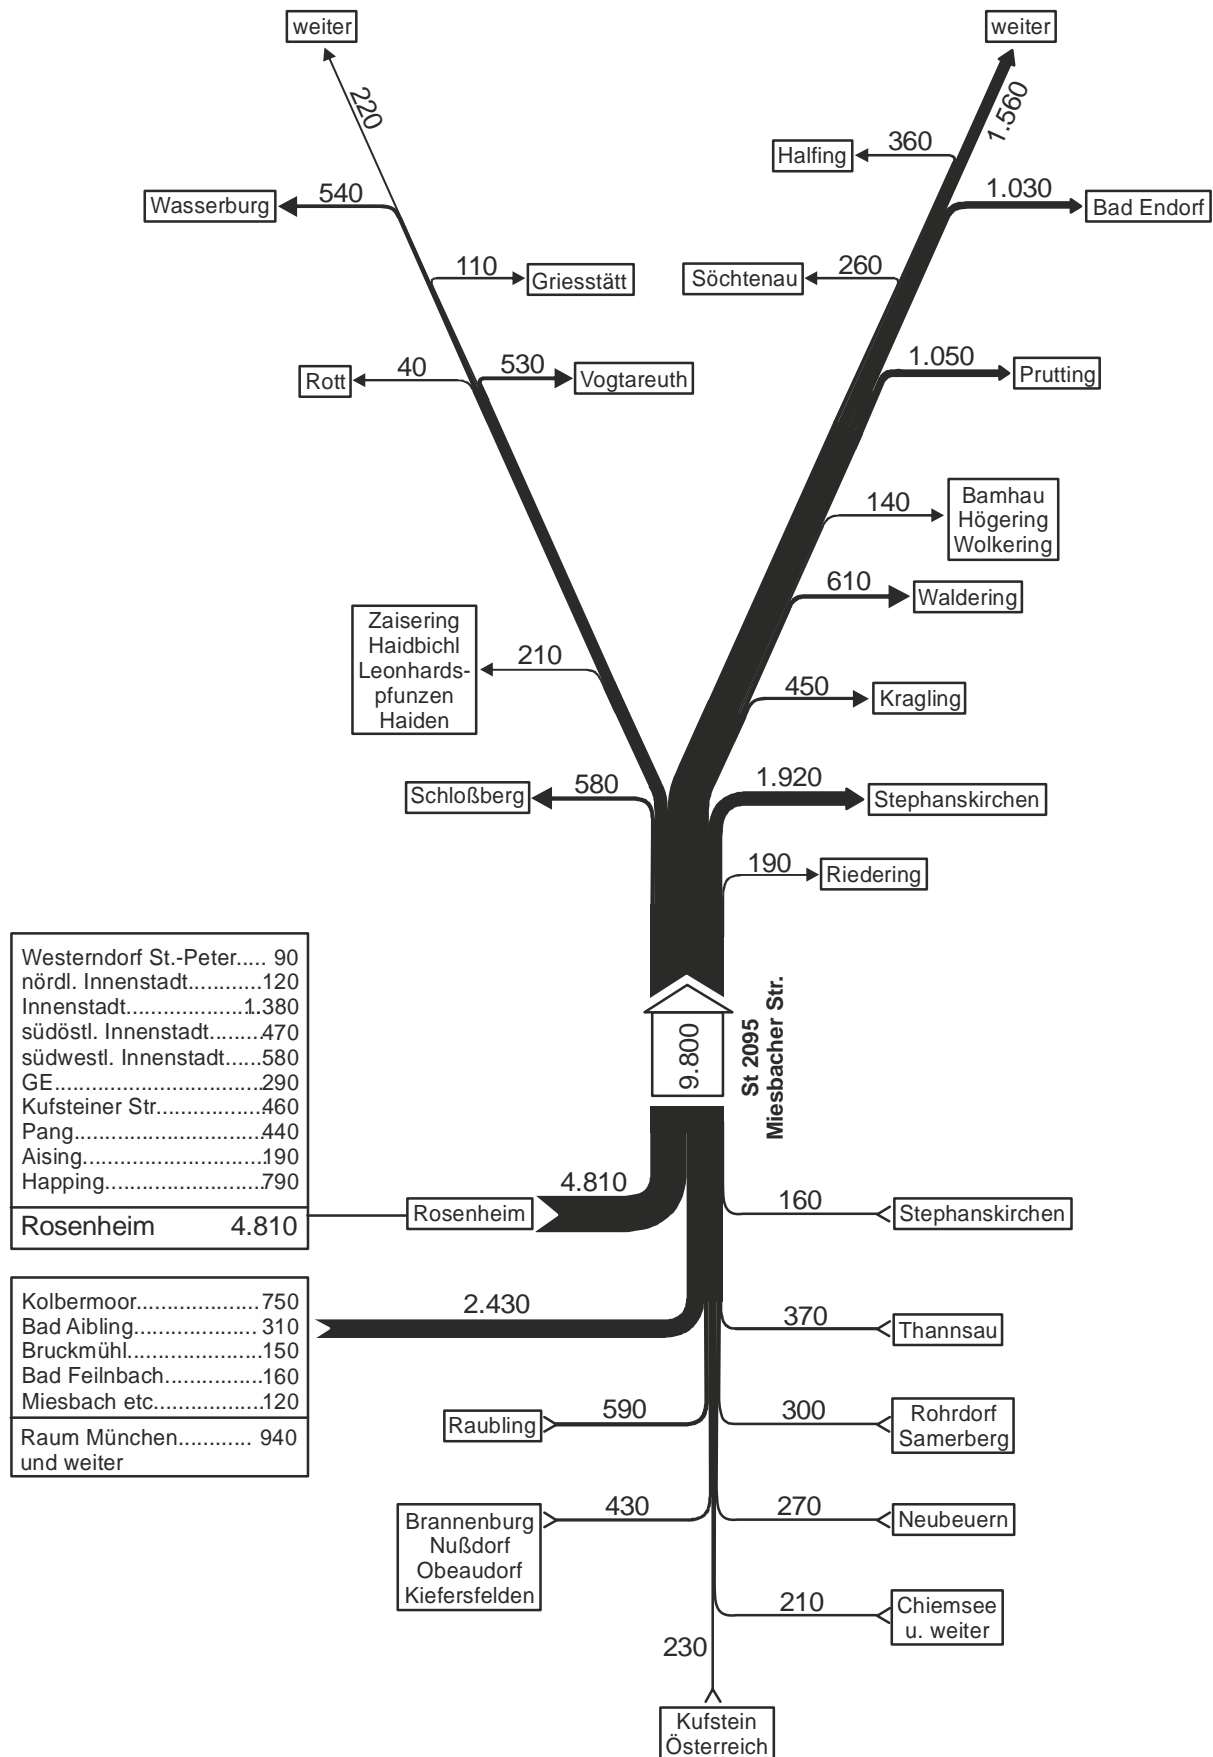 weiter
weiter
220
1.560
Halfing
360
Wasserburg
540
1.030
Bad Endorf
110
Griesstätt
Söchtenau
260
Rott
40
530
Vogtareuth
1.050
Prutting
140
Bamhau
Högering
Wolkering
610
Waldering
Zaisering
Haidbichl
Leonhards-
pfunzen
Haiden
210
450
Kragling
Schloßberg
580
1.920
Stephanskirchen
190
Riedering
Westerndorf St.-Peter..... 90
nördl. Innenstadt............120
Innenstadt......................1.380
südöstl. Innenstadt.........470
südwestl. Innenstadt......580
GE..................................290
Kufsteiner Str.................460
Pang...............................440
Aising..............................190
Happing..........................790
Rosenheim 4.810
9.800
St 2095
Miesbacher Str.
Rosenheim
4.810
160
Stephanskirchen
Kolbermoor....................750
Bad Aibling.................... 310
Bruckmühl......................150
Bad Feilnbach................160
Miesbach etc..................120
Raum München............ 940
und weiter
2.430
370
Thannsau
Raubling
590
300
Rohrdorf
Samerberg
Brannenburg
Nußdorf
Obeaudorf
Kiefersfelden
430
270
Neubeuern
210
Chiemsee
u. weiter
230
Kufstein
Österreich